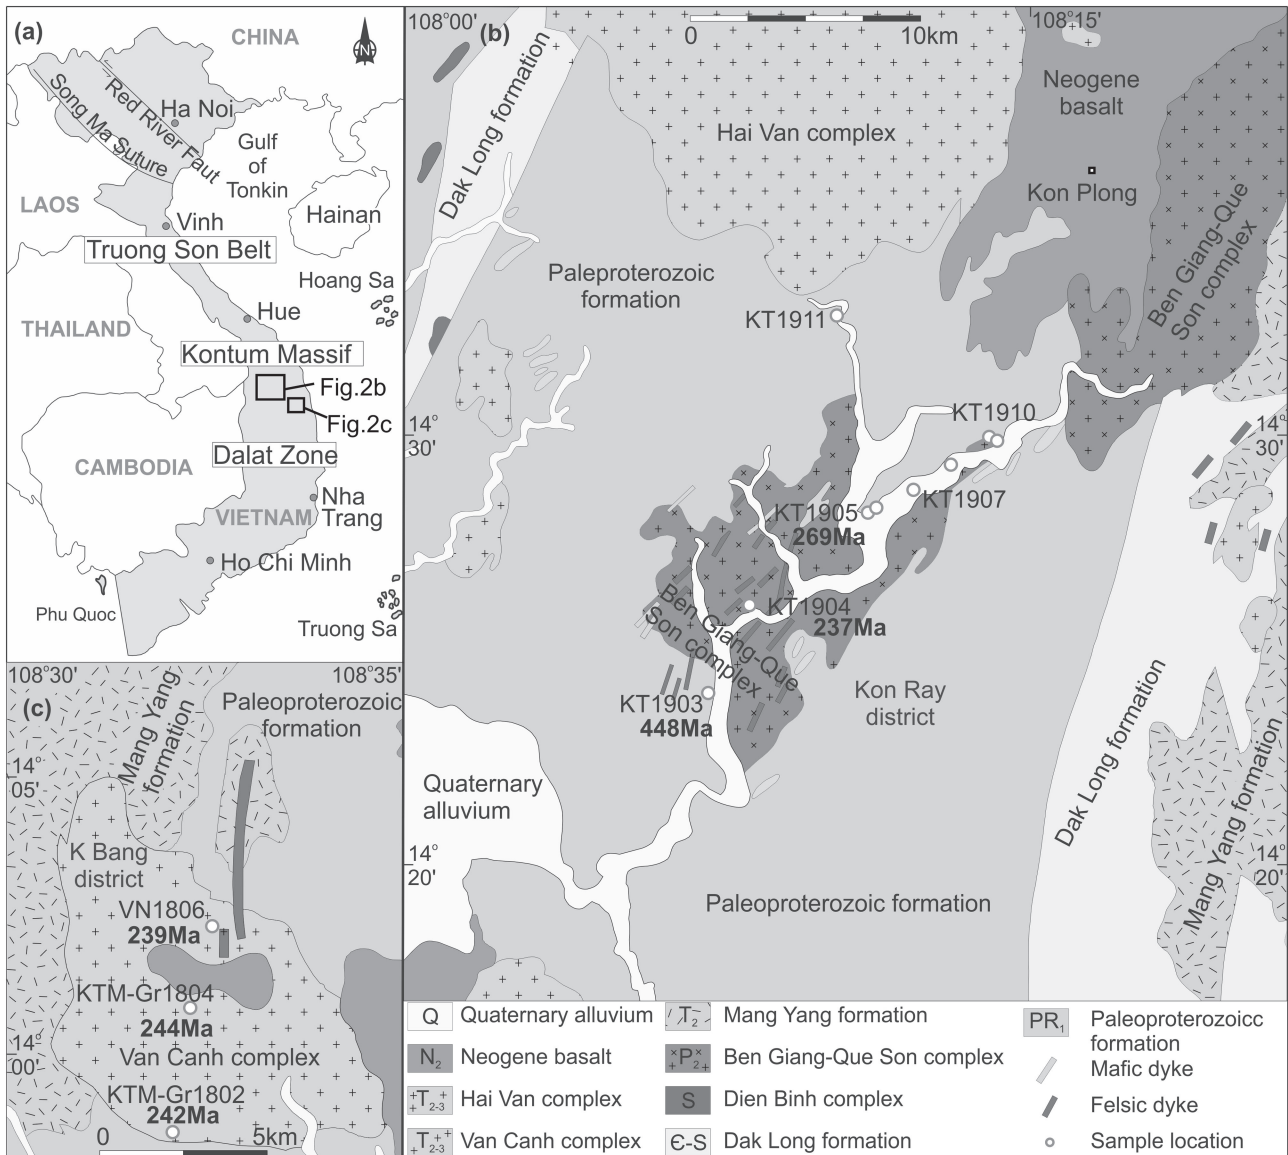 (a)
CHINA
N
Song Ma Suture
Red River Faut
Ha Noi
Gulf
of
Tonkin
LAOS
Hainan
Vinh
Truong Son Belt
Hoang Sa
Hue
THAILAND
Kontum Massif
Fig.2b
Fig.2c
Dalat Zone
CAMBODIA
Nha
Trang
VIETNAM
Ho Chi Minh
Phu Quoc
Truong Sa
108°00'
(b)
0
10km
108°15'
Dak Long formation
Hai Van complex
Neogene
basalt
Kon Plong
Ben Giang-Que
Son complex
Paleproterozoic
formation
KT1911
14°
30'
KT1910
14°
30'
KT1907
KT1905
269Ma
KT1904
237Ma
Ben Giang-Que
Son complex
KT1903
448Ma
Kon Ray
district
Quaternary
alluvium
Dak Long formation
Mang Yang formation
14°
20'
14°
20'
Paleoproterozoic formation
108°30'
108°35'
(c)
Mang Yang
formation
Paleoproterozoic
formation
14°
05'
K Bang
district
VN1806
239Ma
KTM-Gr1804
244Ma
14°
00'
Van Canh complex
KTM-Gr1802
242Ma
0
5km
Q
Quaternary alluvium
N2
Neogene basalt
T2-3
Hai Van complex
T2-3
Van Canh complex
T2
Mang Yang formation
P2
Ben Giang-Que Son complex
S
Dien Binh complex
Є-S
Dak Long formation
PR1
Paleoproterozoicc
formation
Mafic dyke
Felsic dyke
Sample location